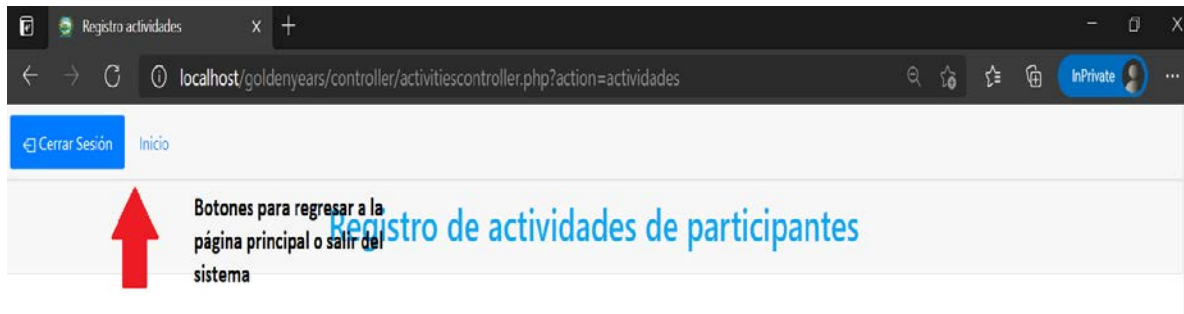 Registro actividades
localhost/goldenyears/controller/activitiescontroller.php?action=actividades
InPrivate
Cerrar Sesión
Inicio
Registro de actividades de participantes
Botones para regresar a la
página principal o salir del
sistema